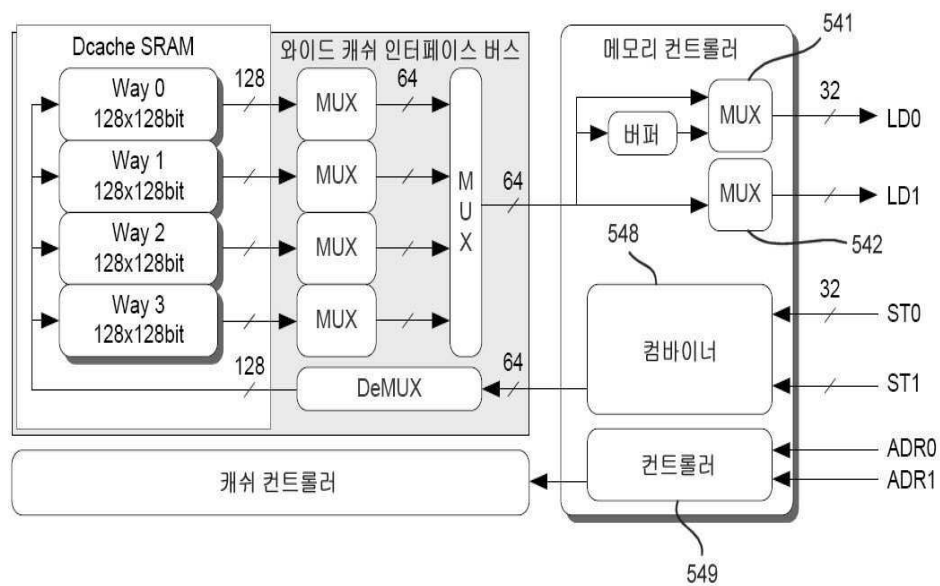 Dcache SRAM
와이드 캐쉬 인터페이스 버스
메모리 컨트롤러
541
Way 0
128x128bit
128
MUX
64
MUX
32
LD0
버퍼
Way 1
128x128bit
MUX
M
U
X
64
MUX
LD1
542
Way 2
128x128bit
MUX
548
Way 3
128x128bit
MUX
컴바이너
32
ST0
128
DeMUX
64
ST1
캐쉬 컨트롤러
컨트롤러
ADR0
ADR1
549